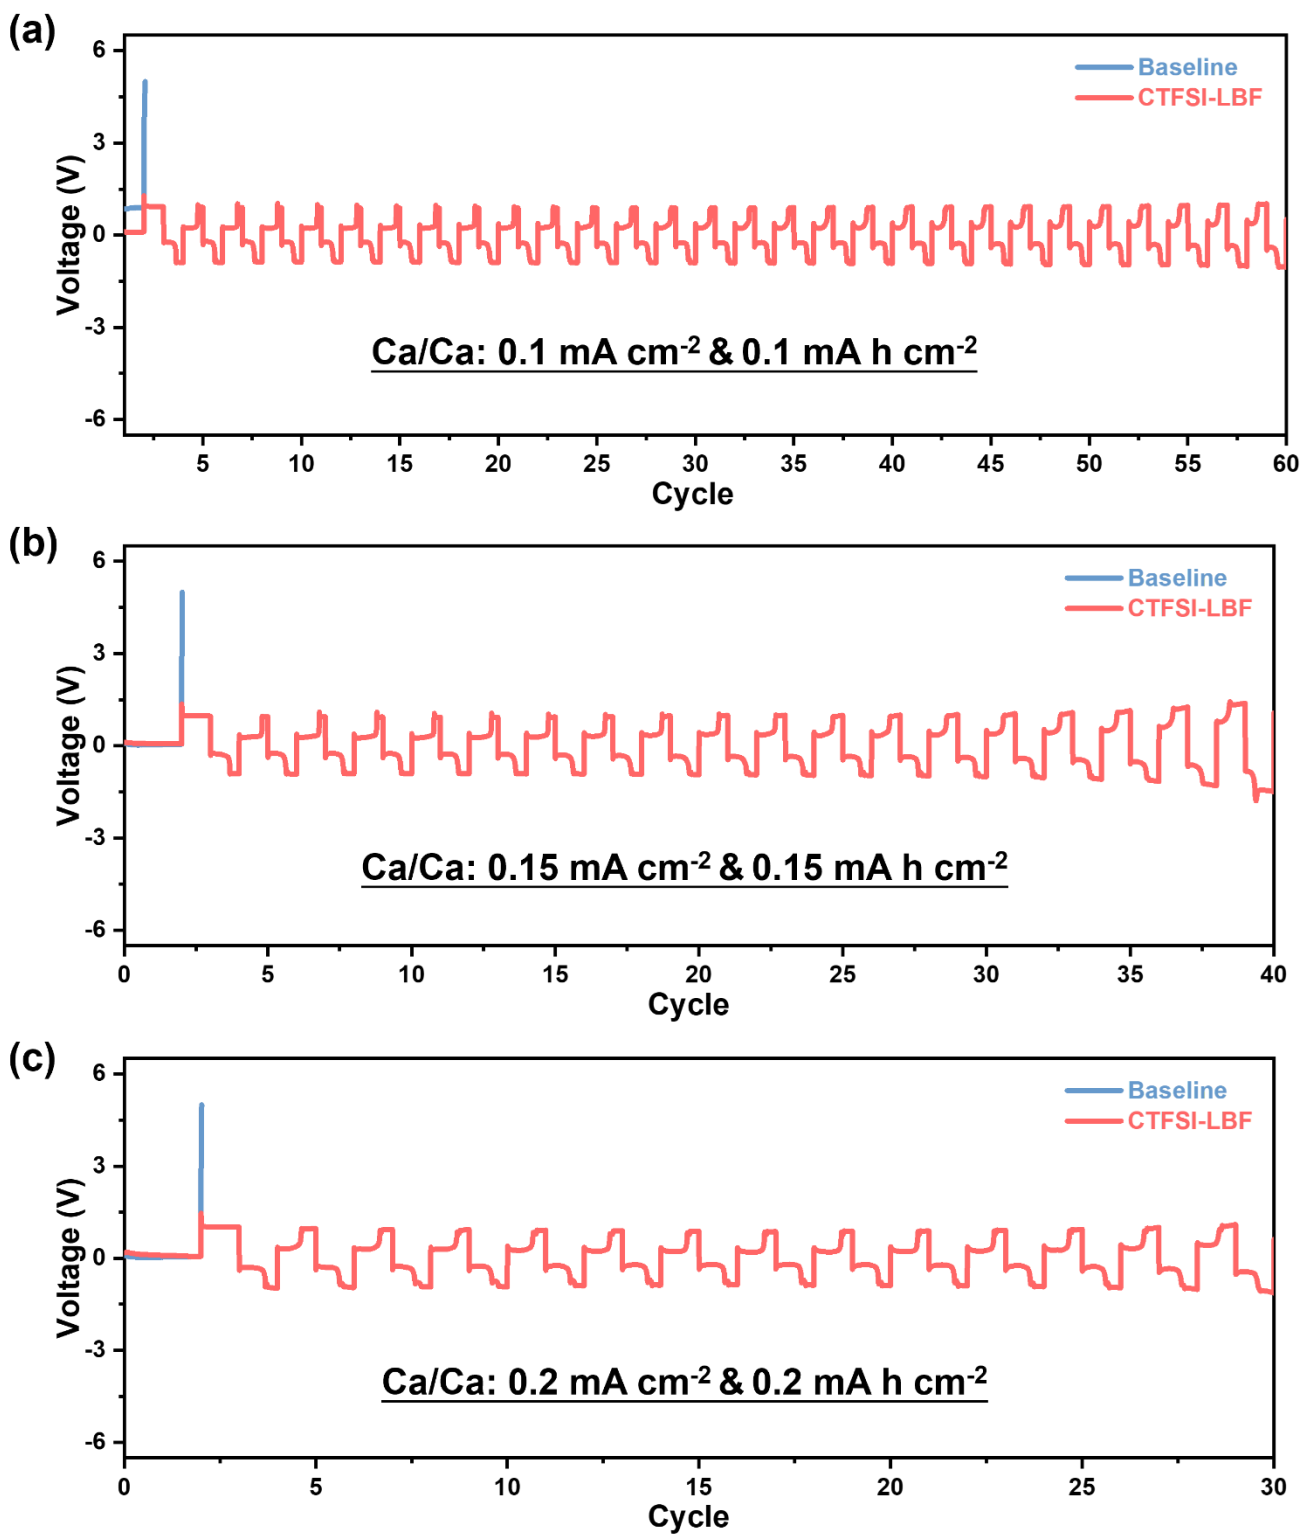 (a)
6
3
0
-3
-6
Voltage (V)
Baseline
CTFSI-LBF
Ca/Ca: 0.1 mA cm⁻² & 0.1 mA h cm⁻²
5 10 15 20 25 30 35 40 45 50 55 60
Cycle
(b)
6
3
0
-3
-6
Voltage (V)
Baseline
CTFSI-LBF
Ca/Ca: 0.15 mA cm⁻² & 0.15 mA h cm⁻²
0 5 10 15 20 25 30 35 40
Cycle
(c)
6
3
0
-3
-6
Voltage (V)
Baseline
CTFSI-LBF
Ca/Ca: 0.2 mA cm⁻² & 0.2 mA h cm⁻²
0 5 10 15 20 25 30
Cycle